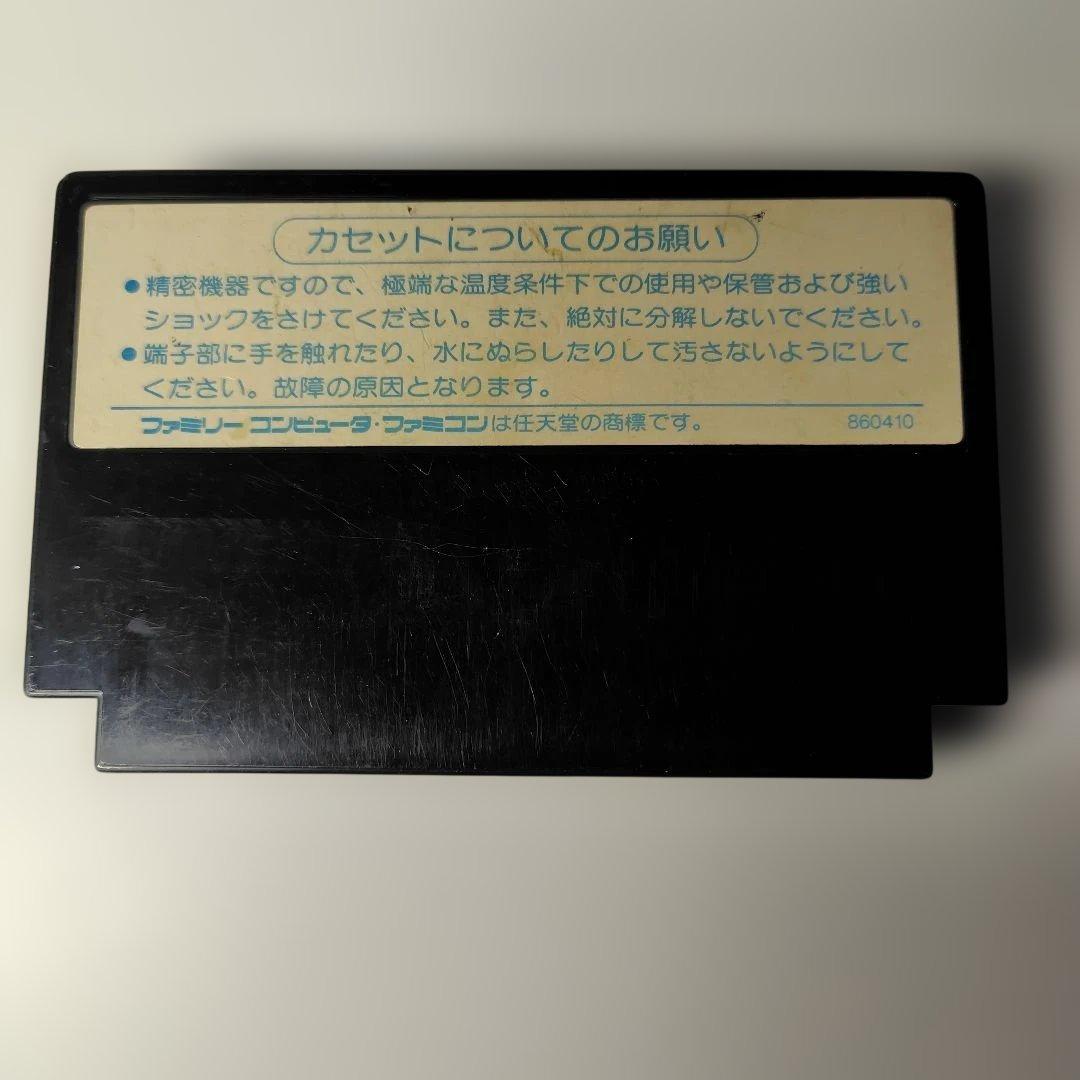 カセットについてのお願い
●精密機器ですので、極端な温度条件下での使用や保管および強い
ショックをさけてください。また、絶対に分解しないでください。
●端子部に手を触れたり、水にぬらしたりして汚さないようにして
ください。故障の原因となります。
ファミリー コンピュータ・ファミコンは任天堂の商標です。 860410